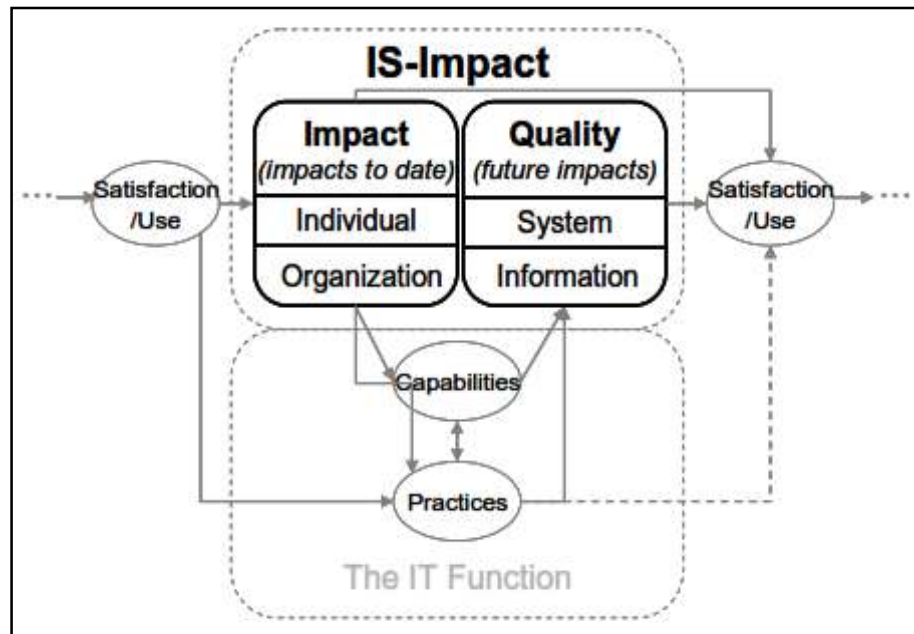 IS-Impact
Impact
(impacts to date)
Individual
Organization
Quality
(future impacts)
System
Information
Satisfaction
/Use
Satisfaction
/Use
Capabilities
Practices
The IT Function